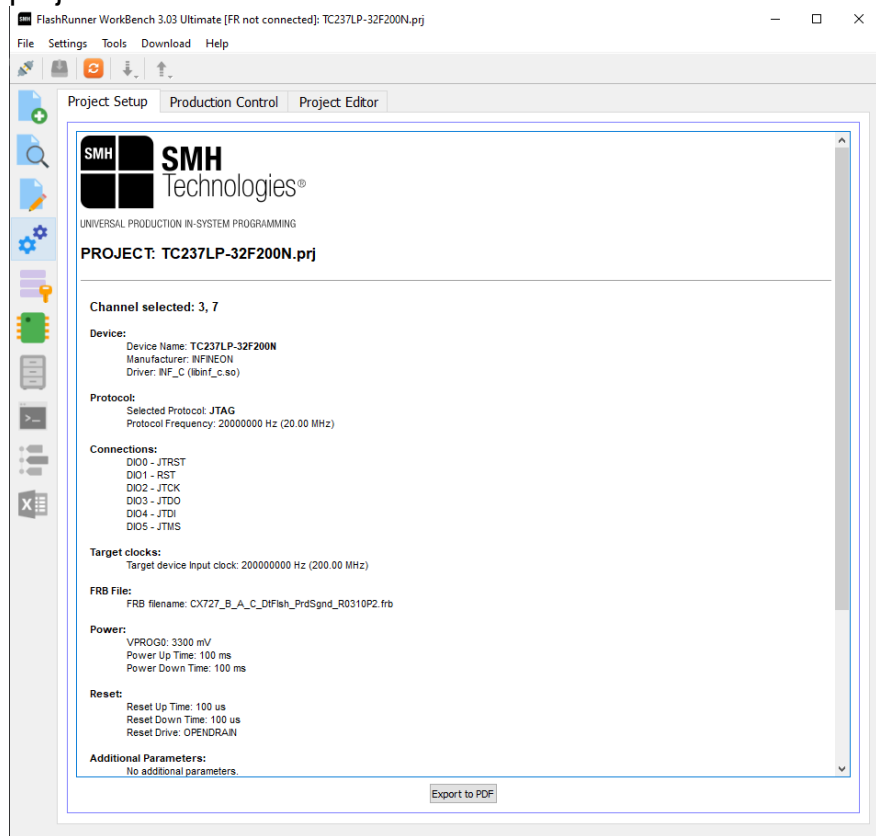 FlashRunner WorkBench 3.03 Ultimate [FR not connected]: TC237LP-32F200N.prj
File Settings Tools Download Help
Project Setup Production Control Project Editor
SMH
SMH
Technologies®
UNIVERSAL PRODUCTION IN-SYSTEM PROGRAMMING
PROJECT: TC237LP-32F200N.prj
Channel selected: 3, 7
Device:
Device Name: TC237LP-32F200N
Manufacturer: INFINEON
Driver: INF_C (libinf_c.so)
Protocol:
Selected Protocol: JTAG
Protocol Frequency: 20000000 Hz (20.00 MHz)
Connections:
DIO0 - JTRST
DIO1 - RST
DIO2 - JTCK
DIO3 - JTDO
DIO4 - JTDI
DIO5 - JTMS
Target clocks:
Target device Input clock: 200000000 Hz (200.00 MHz)
FRB File:
FRB filename: CX727_B_A_C_DtFlsh_PrdSgnd_R0310P2.frb
Power:
VPROG0: 3300 mV
Power Up Time: 100 ms
Power Down Time: 100 ms
Reset:
Reset Up Time: 100 us
Reset Down Time: 100 us
Reset Drive: OPENDRAIN
Additional Parameters:
No additional parameters.
Export to PDF